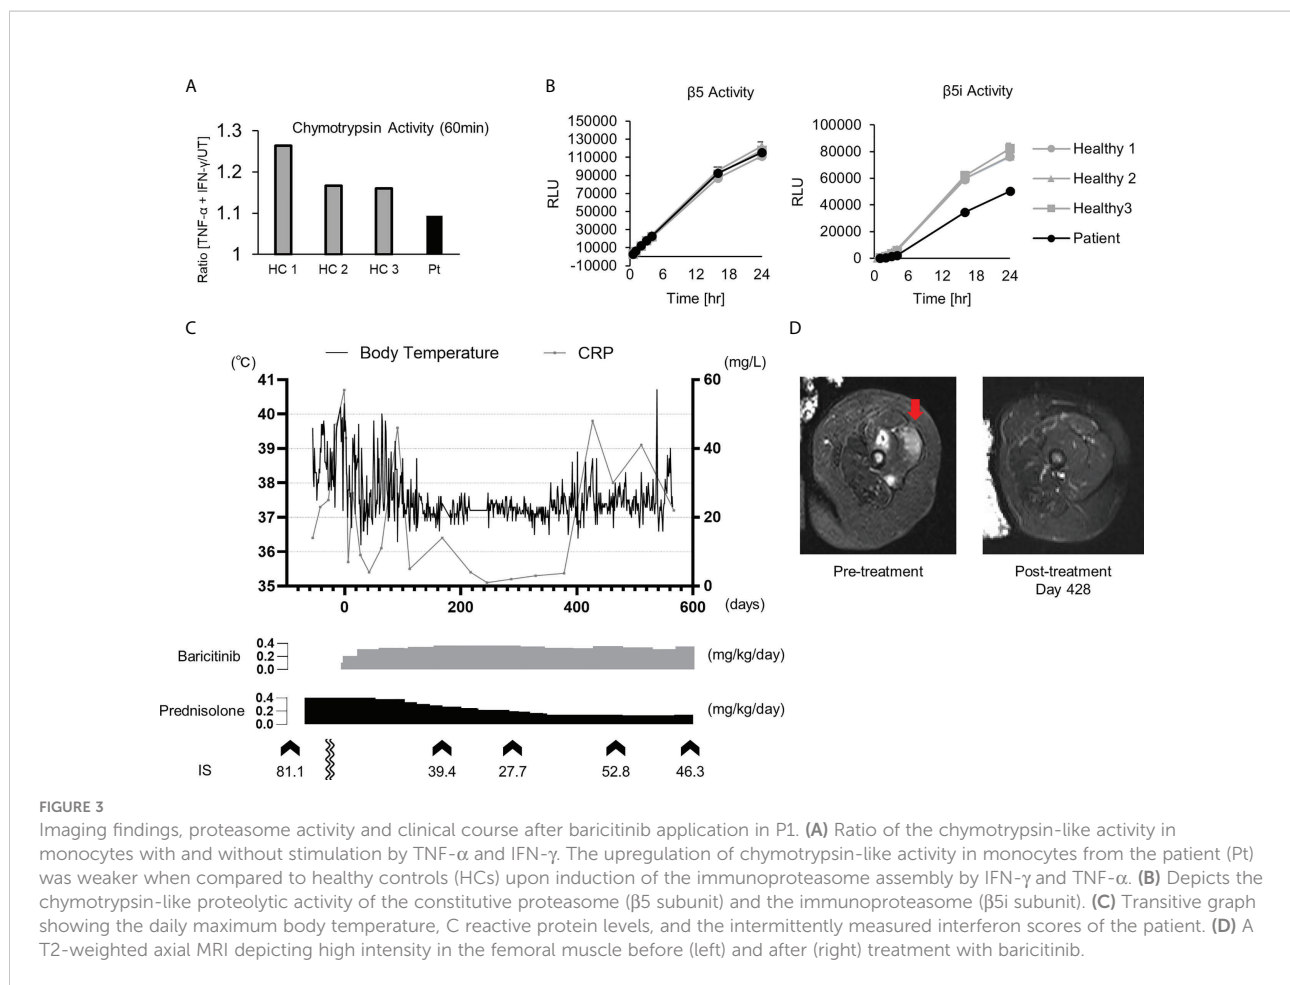 A
Chymotrypsin Activity (60min)
Ratio [TNF-α + IFN-γ/UT]
1.3
1.2
1.1
1
HC 1 HC 2 HC 3 Pt
B
β5 Activity
RLU
150000
130000
110000
90000
70000
50000
30000
10000
-10000
0 6 12 18 24
Time [hr]
β5i Activity
RLU
100000
80000
60000
40000
20000
0
0 6 12 18 24
Time [hr]
Healthy 1
Healthy 2
Healthy3
Patient
C
Body Temperature CRP
(℃) (mg/L)
41
40
39
38
37
36
35
60
40
20
0
0 200 400 600 (days)
Baricitinib
0.4
0.2
0.0
(mg/kg/day)
Prednisolone
0.4
0.2
0.0
(mg/kg/day)
IS 81.1 39.4 27.7 52.8 46.3
D
Pre-treatment
Post-treatment
Day 428
FIGURE 3
Imaging findings, proteasome activity and clinical course after baricitinib application in P1. (A) Ratio of the chymotrypsin-like activity in
monocytes with and without stimulation by TNF-α and IFN-γ. The upregulation of chymotrypsin-like activity in monocytes from the patient (Pt)
was weaker when compared to healthy controls (HCs) upon induction of the immunoproteasome assembly by IFN-γ and TNF-α. (B) Depicts the
chymotrypsin-like proteolytic activity of the constitutive proteasome (β5 subunit) and the immunoproteasome (β5i subunit). (C) Transitive graph
showing the daily maximum body temperature, C reactive protein levels, and the intermittently measured interferon scores of the patient. (D) A
T2-weighted axial MRI depicting high intensity in the femoral muscle before (left) and after (right) treatment with baricitinib.